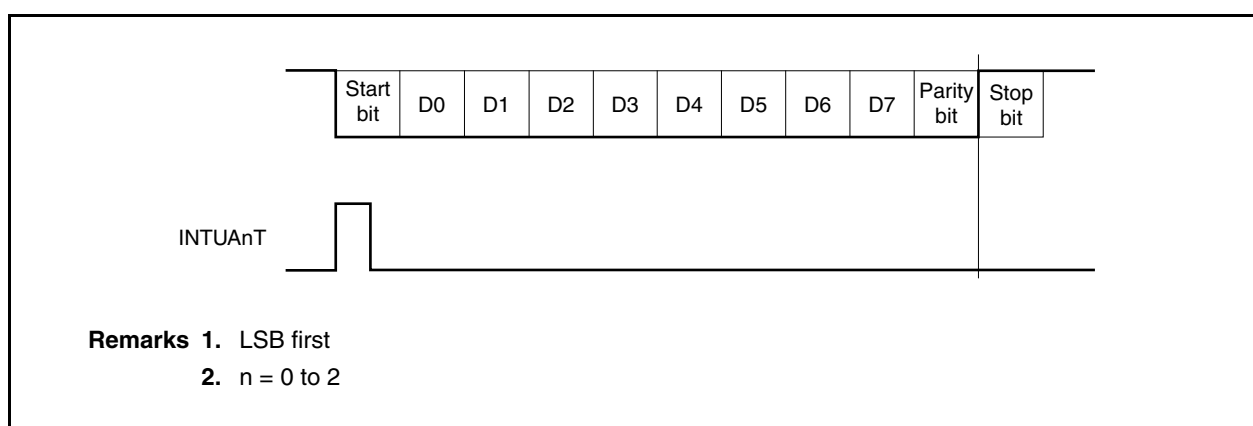 Start bit D0 D1 D2 D3 D4 D5 D6 D7 Parity bit Stop bit
INTUAnT
Remarks 1. LSB first
2. n = 0 to 2